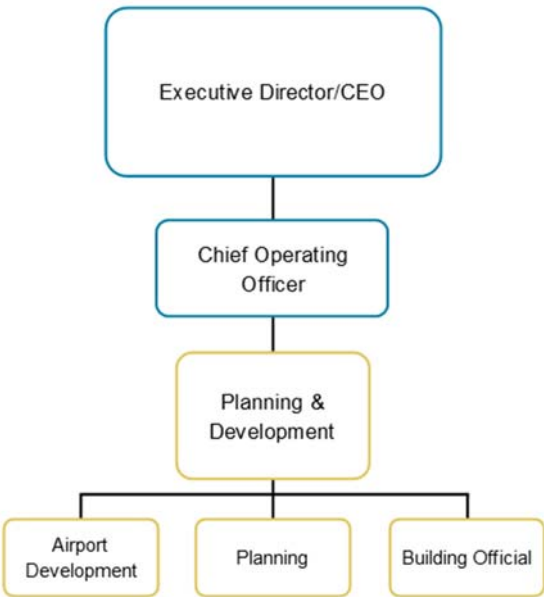 Executive Director/CEO
Chief Operating
Officer
Planning &
Development
Airport
Development
Planning
Building Official